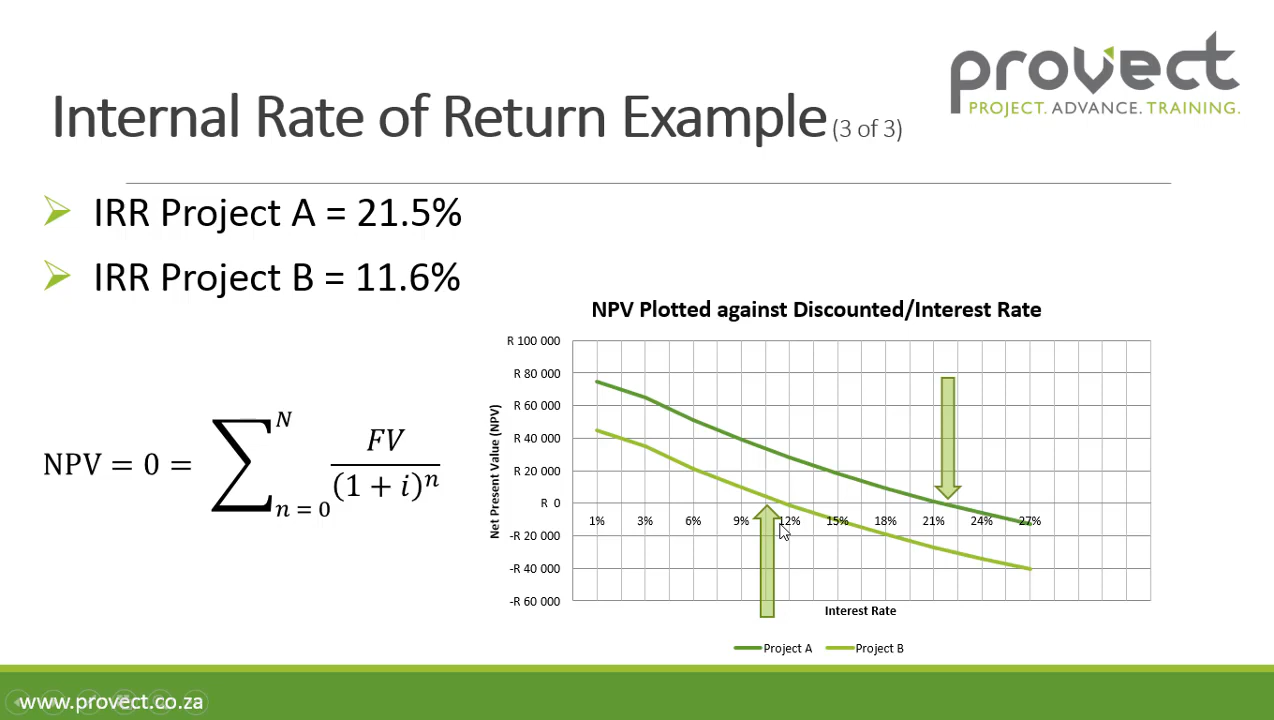 provect
PROJECT. ADVANCE. TRAINING.
Internal Rate of Return Example (3 of 3)
IRR Project A = 21.5%
IRR Project B = 11.6%
NPV = 0 = ∑ N n = 0 FV / (1 + i)^n
NPV Plotted against Discounted/Interest Rate
Net Present Value (NPV)
R 100 000
R 80 000
R 60 000
R 40 000
R 20 000
R 0
-R 20 000
-R 40 000
-R 60 000
1% 3% 6% 9% 12% 15% 18% 21% 24% 27%
Interest Rate
Project A Project B
www.provect.co.za